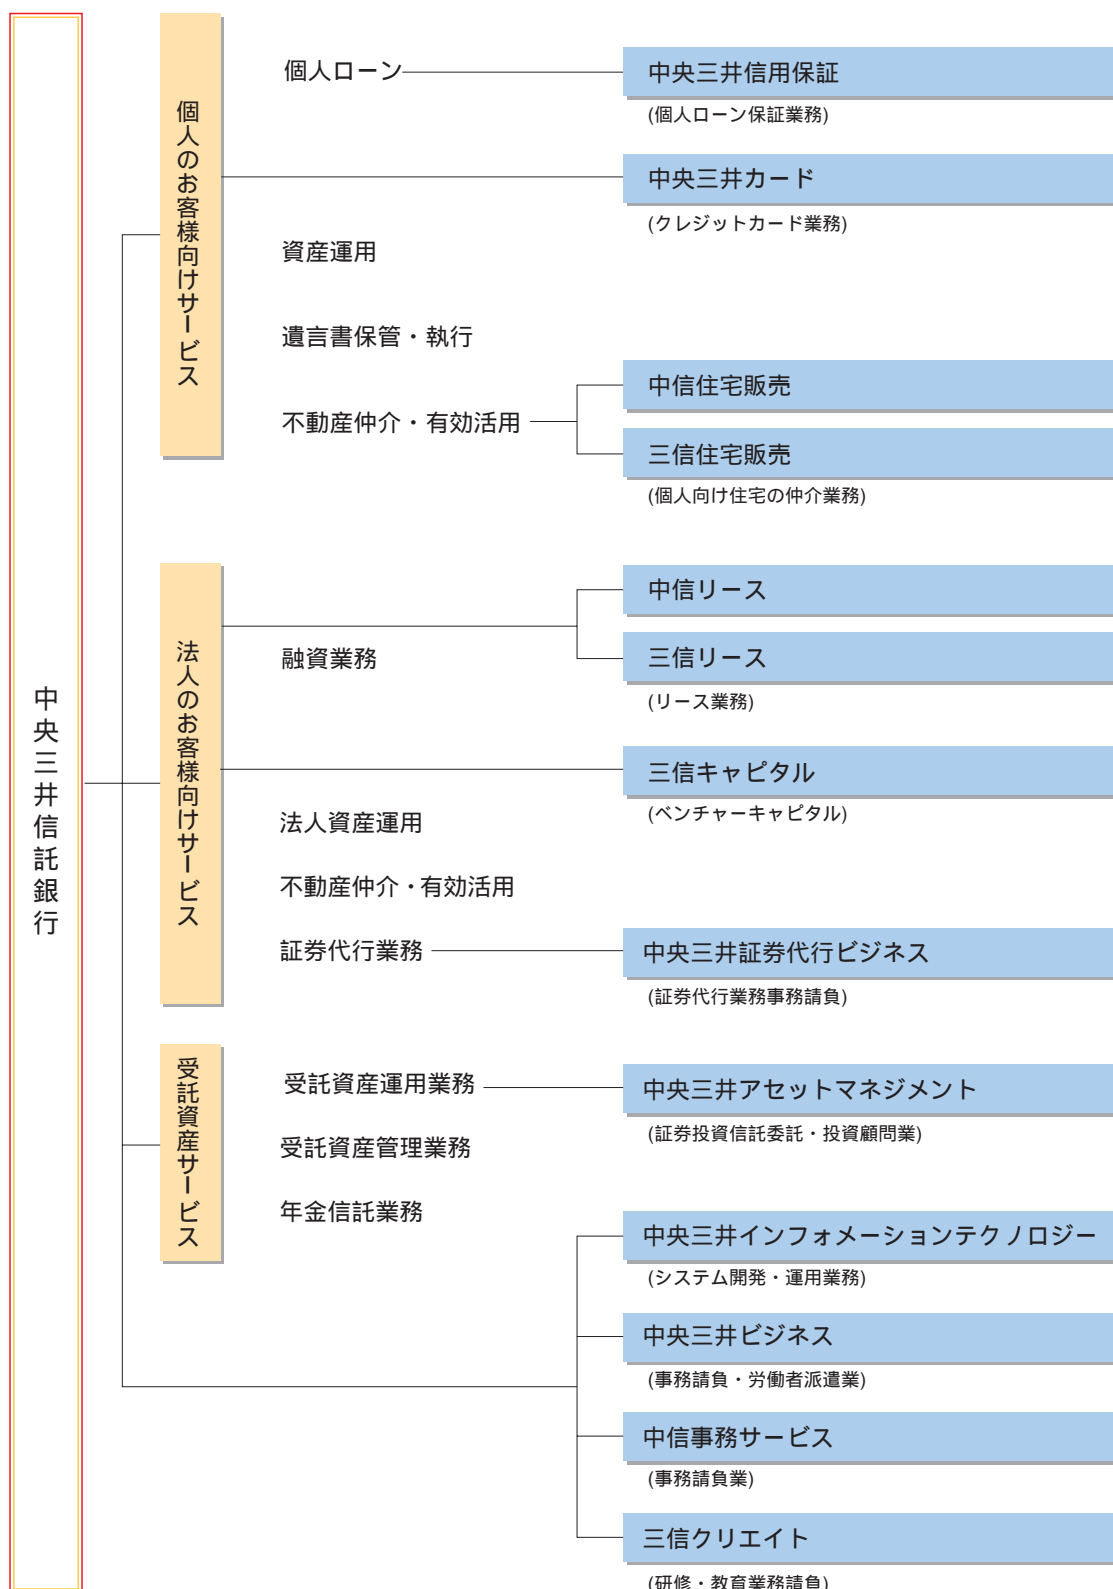 中央三井信託銀行
個人のお客様向けサービス
個人ローン
中央三井信用保証
(個人ローン保証業務)
中央三井カード
(クレジットカード業務)
資産運用
遺言書保管・執行
不動産仲介・有効活用
中信住宅販売
三信住宅販売
(個人向け住宅の仲介業務)
法人のお客様向けサービス
中信リース
融資業務
三信リース
(リース業務)
三信キャピタル
(ベンチャーキャピタル)
法人資産運用
不動産仲介・有効活用
証券代行業務
中央三井証券代行ビジネス
(証券代行業務事務請負)
受託資産サービス
受託資産運用業務
中央三井アセットマネジメント
(証券投資信託委託・投資顧問業)
受託資産管理業務
年金信託業務
中央三井インフォメーションテクノロジー
(システム開発・運用業務)
中央三井ビジネス
(事務請負・労働者派遣業)
中信事務サービス
(事務請負業)
三信クリエイト
(研修・教育業務請負)